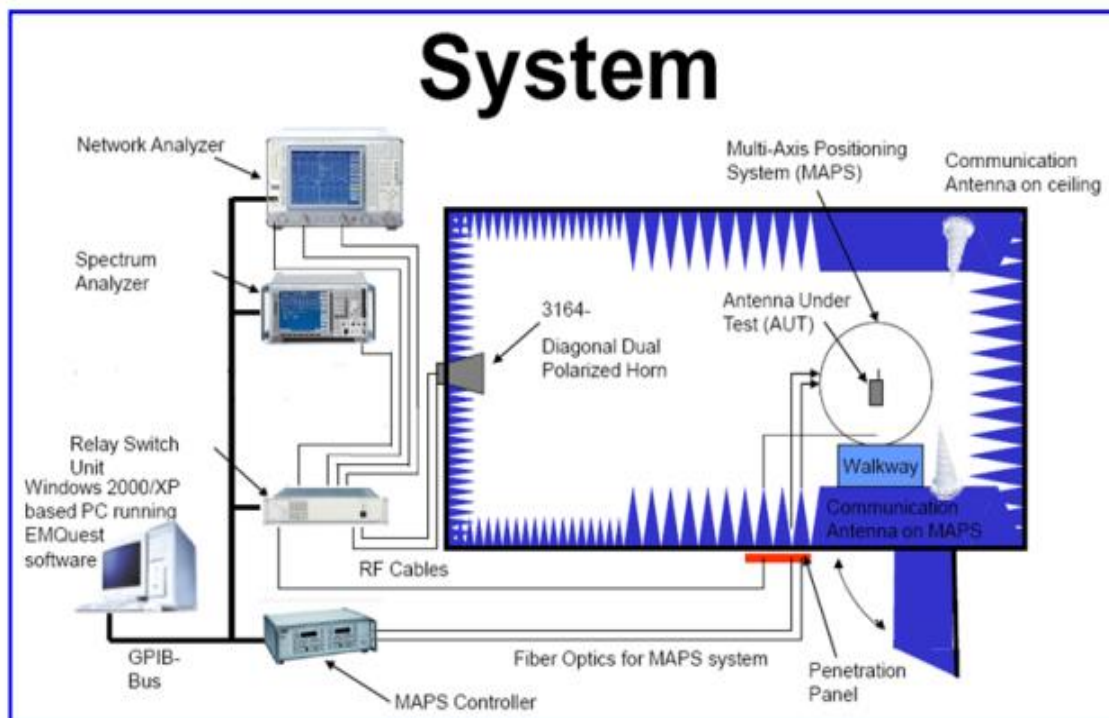 System
Network Analyzer
Multi-Axis Positioning
System (MAPS)
Communication
Antenna on ceiling
Spectrum
Analyzer
3164-
Diagonal Dual
Polarized Horn
Antenna Under
Test (AUT)
Relay Switch
Unit
Windows 2000/XP
based PC running
EMQuest
software
Walkway
Communication
Antenna on MAPS
RF Cables
GPIB-
Bus
Fiber Optics for MAPS system
Penetration
Panel
MAPS Controller